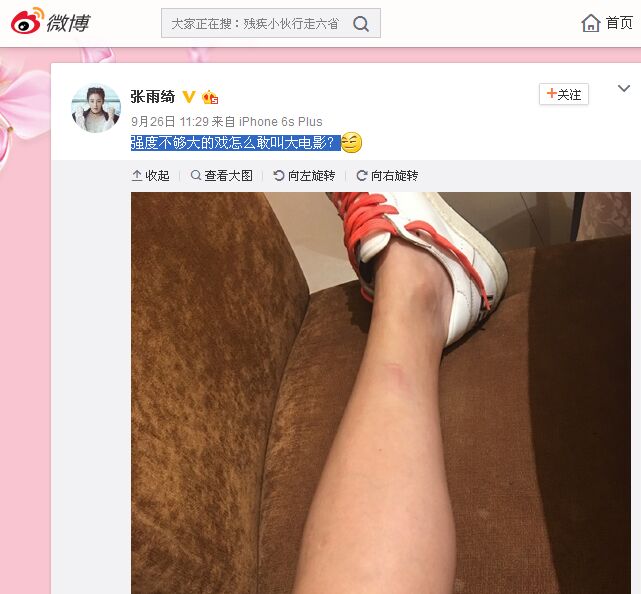 微博
大家正在搜：残疾小伙行走六省
首页
张雨绮
+关注
9月26日 11:29 来自 iPhone 6s Plus
强度不够大的戏怎么敢叫大电影？
收起 查看大图 向左旋转 向右旋转